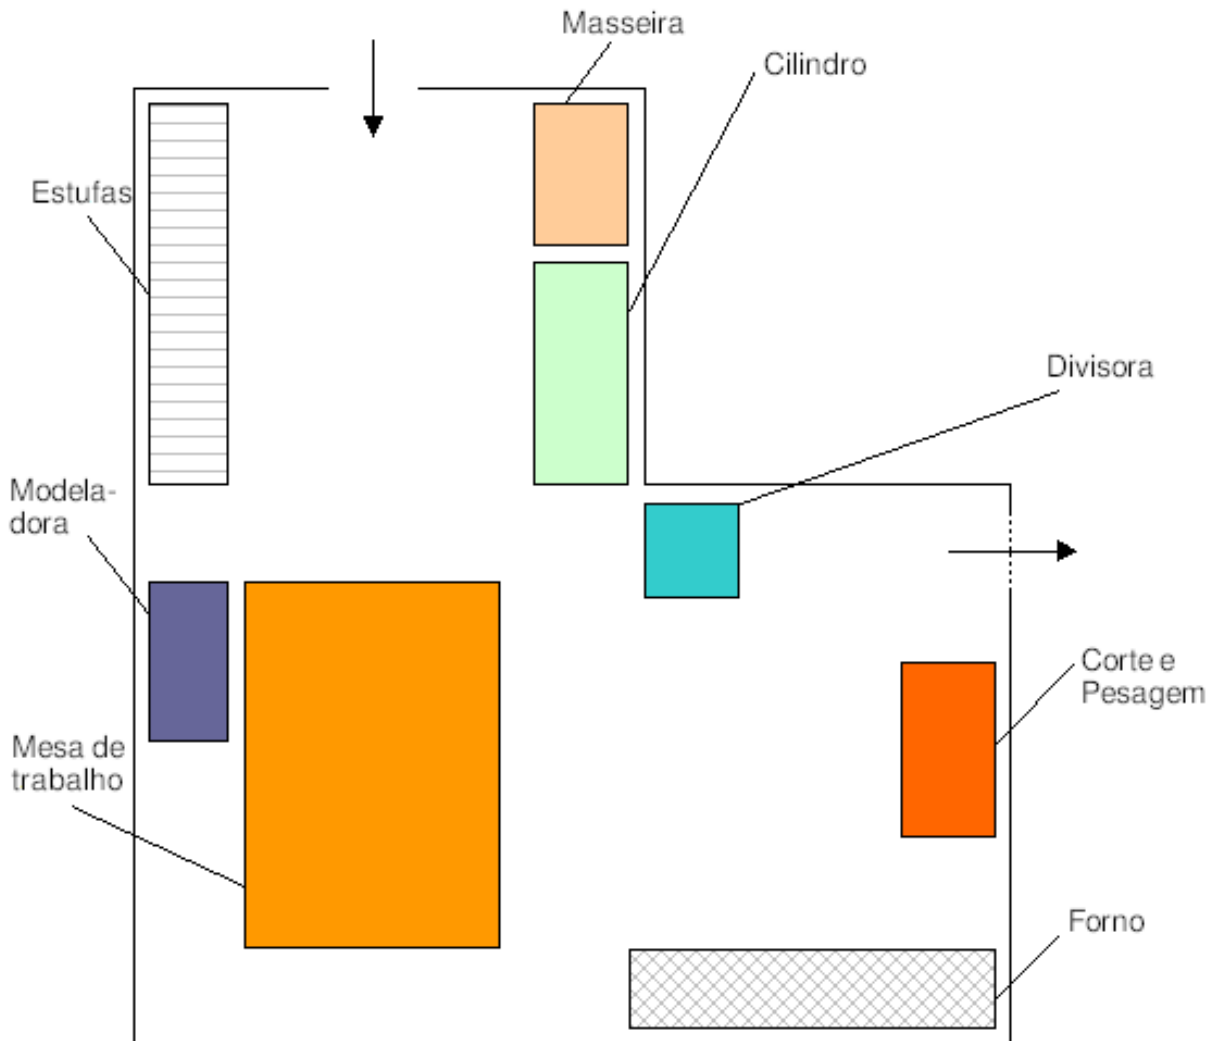 Masseira
Cilindro
Estufas
Divisora
Modela-
dora
Corte e
Pesagem
Mesa de
trabalho
Forno